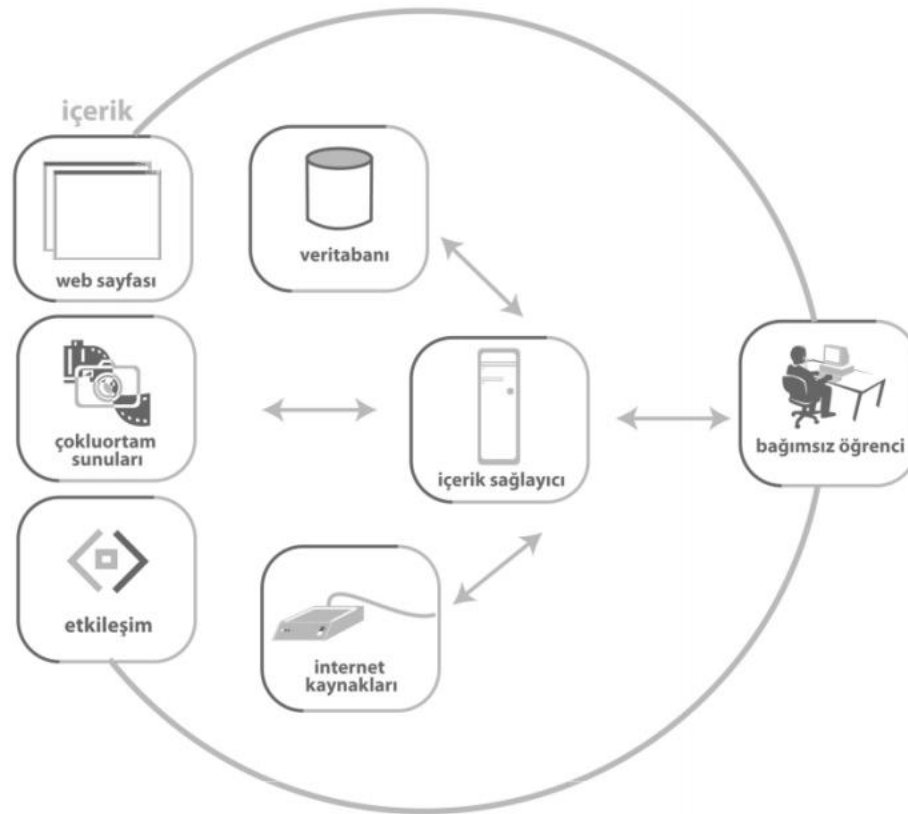 içerik
web sayfası
veritabanı
çokluortam
sunuları
içerik sağlayıcı
bağımsız öğrenci
etkileşim
internet
kaynakları